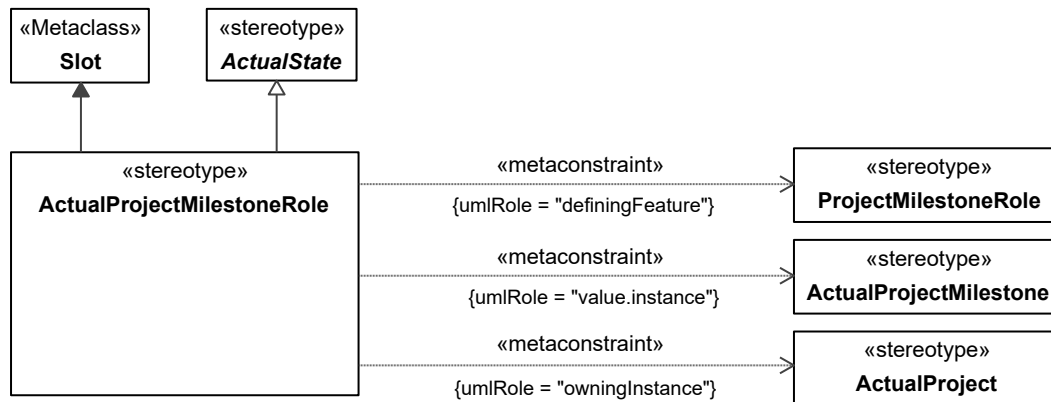 «Metaclass»
Slot
«stereotype»
ActualState
«stereotype»
ActualProjectMilestoneRole
«metaconstraint»
{umlRole = "definingFeature"}
«stereotype»
ProjectMilestoneRole
«metaconstraint»
{umlRole = "value.instance"}
«stereotype»
ActualProjectMilestone
«metaconstraint»
{umlRole = "owningInstance"}
«stereotype»
ActualProject